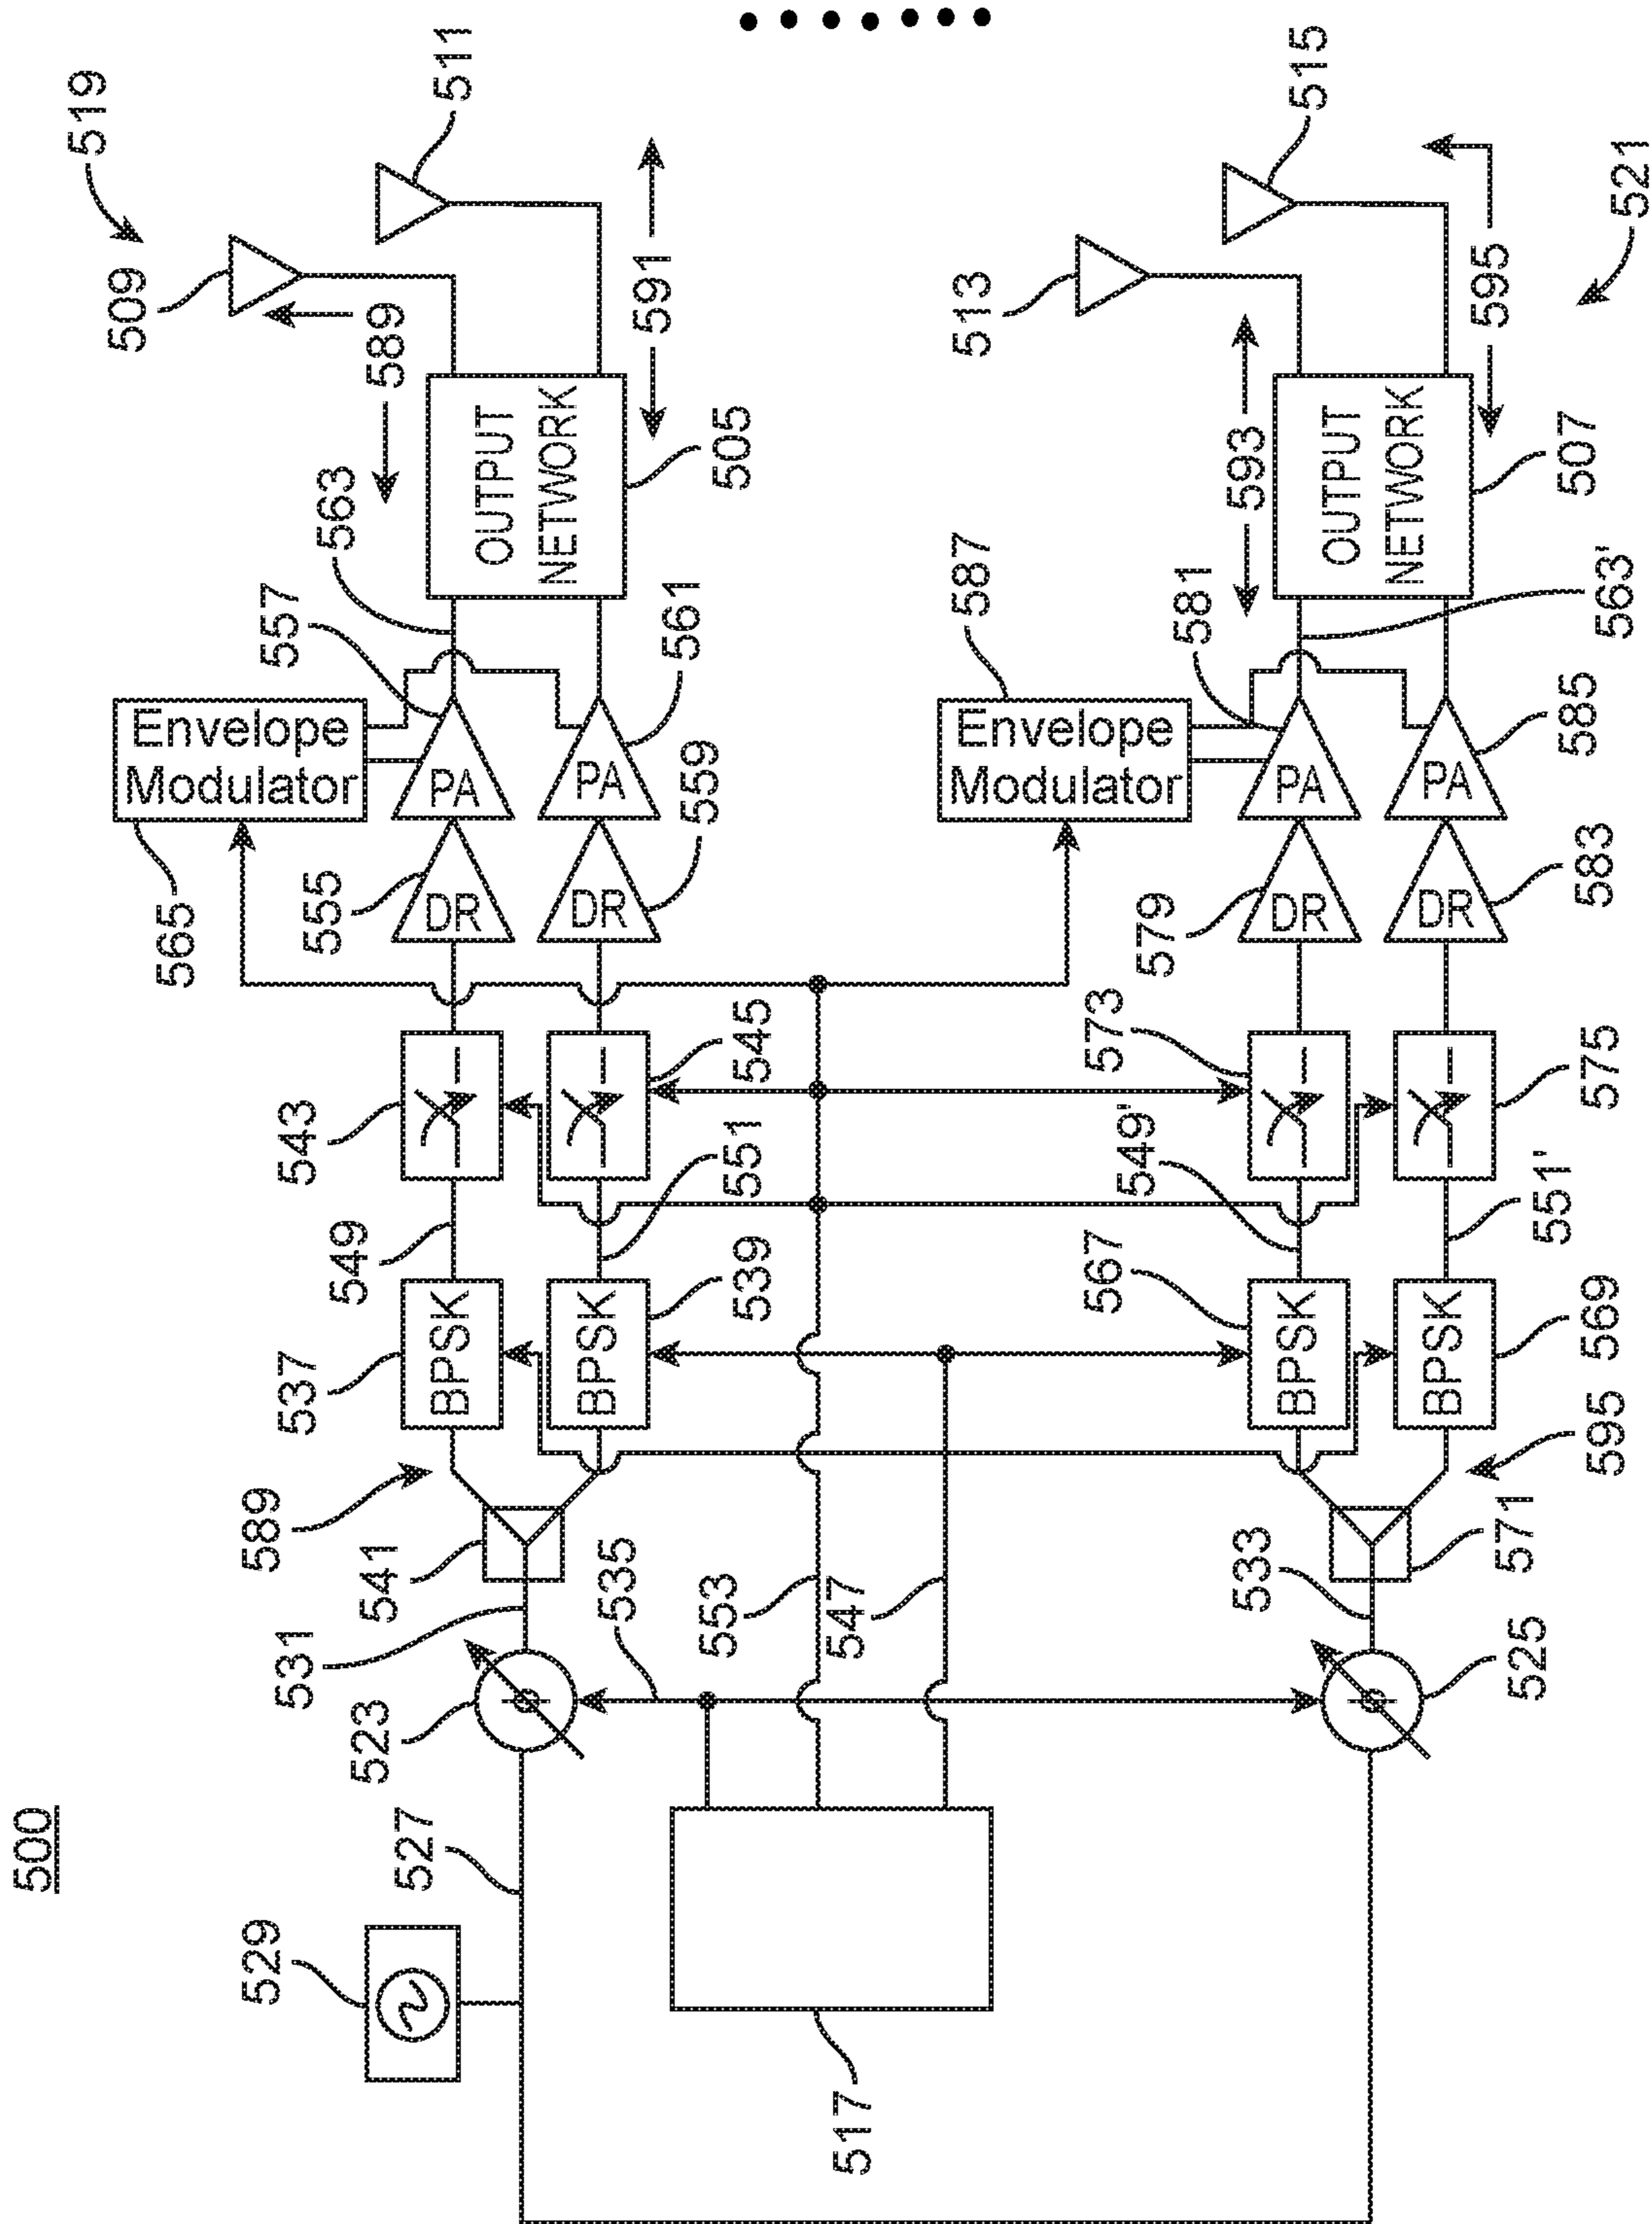 500
519
509
511
589
591
563
557
OUTPUT
NETWORK
505
561
Envelope
Modulator
PA
PA
565
555
DR
DR
559
543
545
549
551
537
BPSK
BPSK
539
589
541
531
523
535
553
547
527
529
517
513
515
593
595
521
587
581
OUTPUT
NETWORK
507
563'
Envelope
Modulator
PA
PA
585
579
DR
DR
583
573
575
549'
551'
567
BPSK
BPSK
569
595
533
571
525